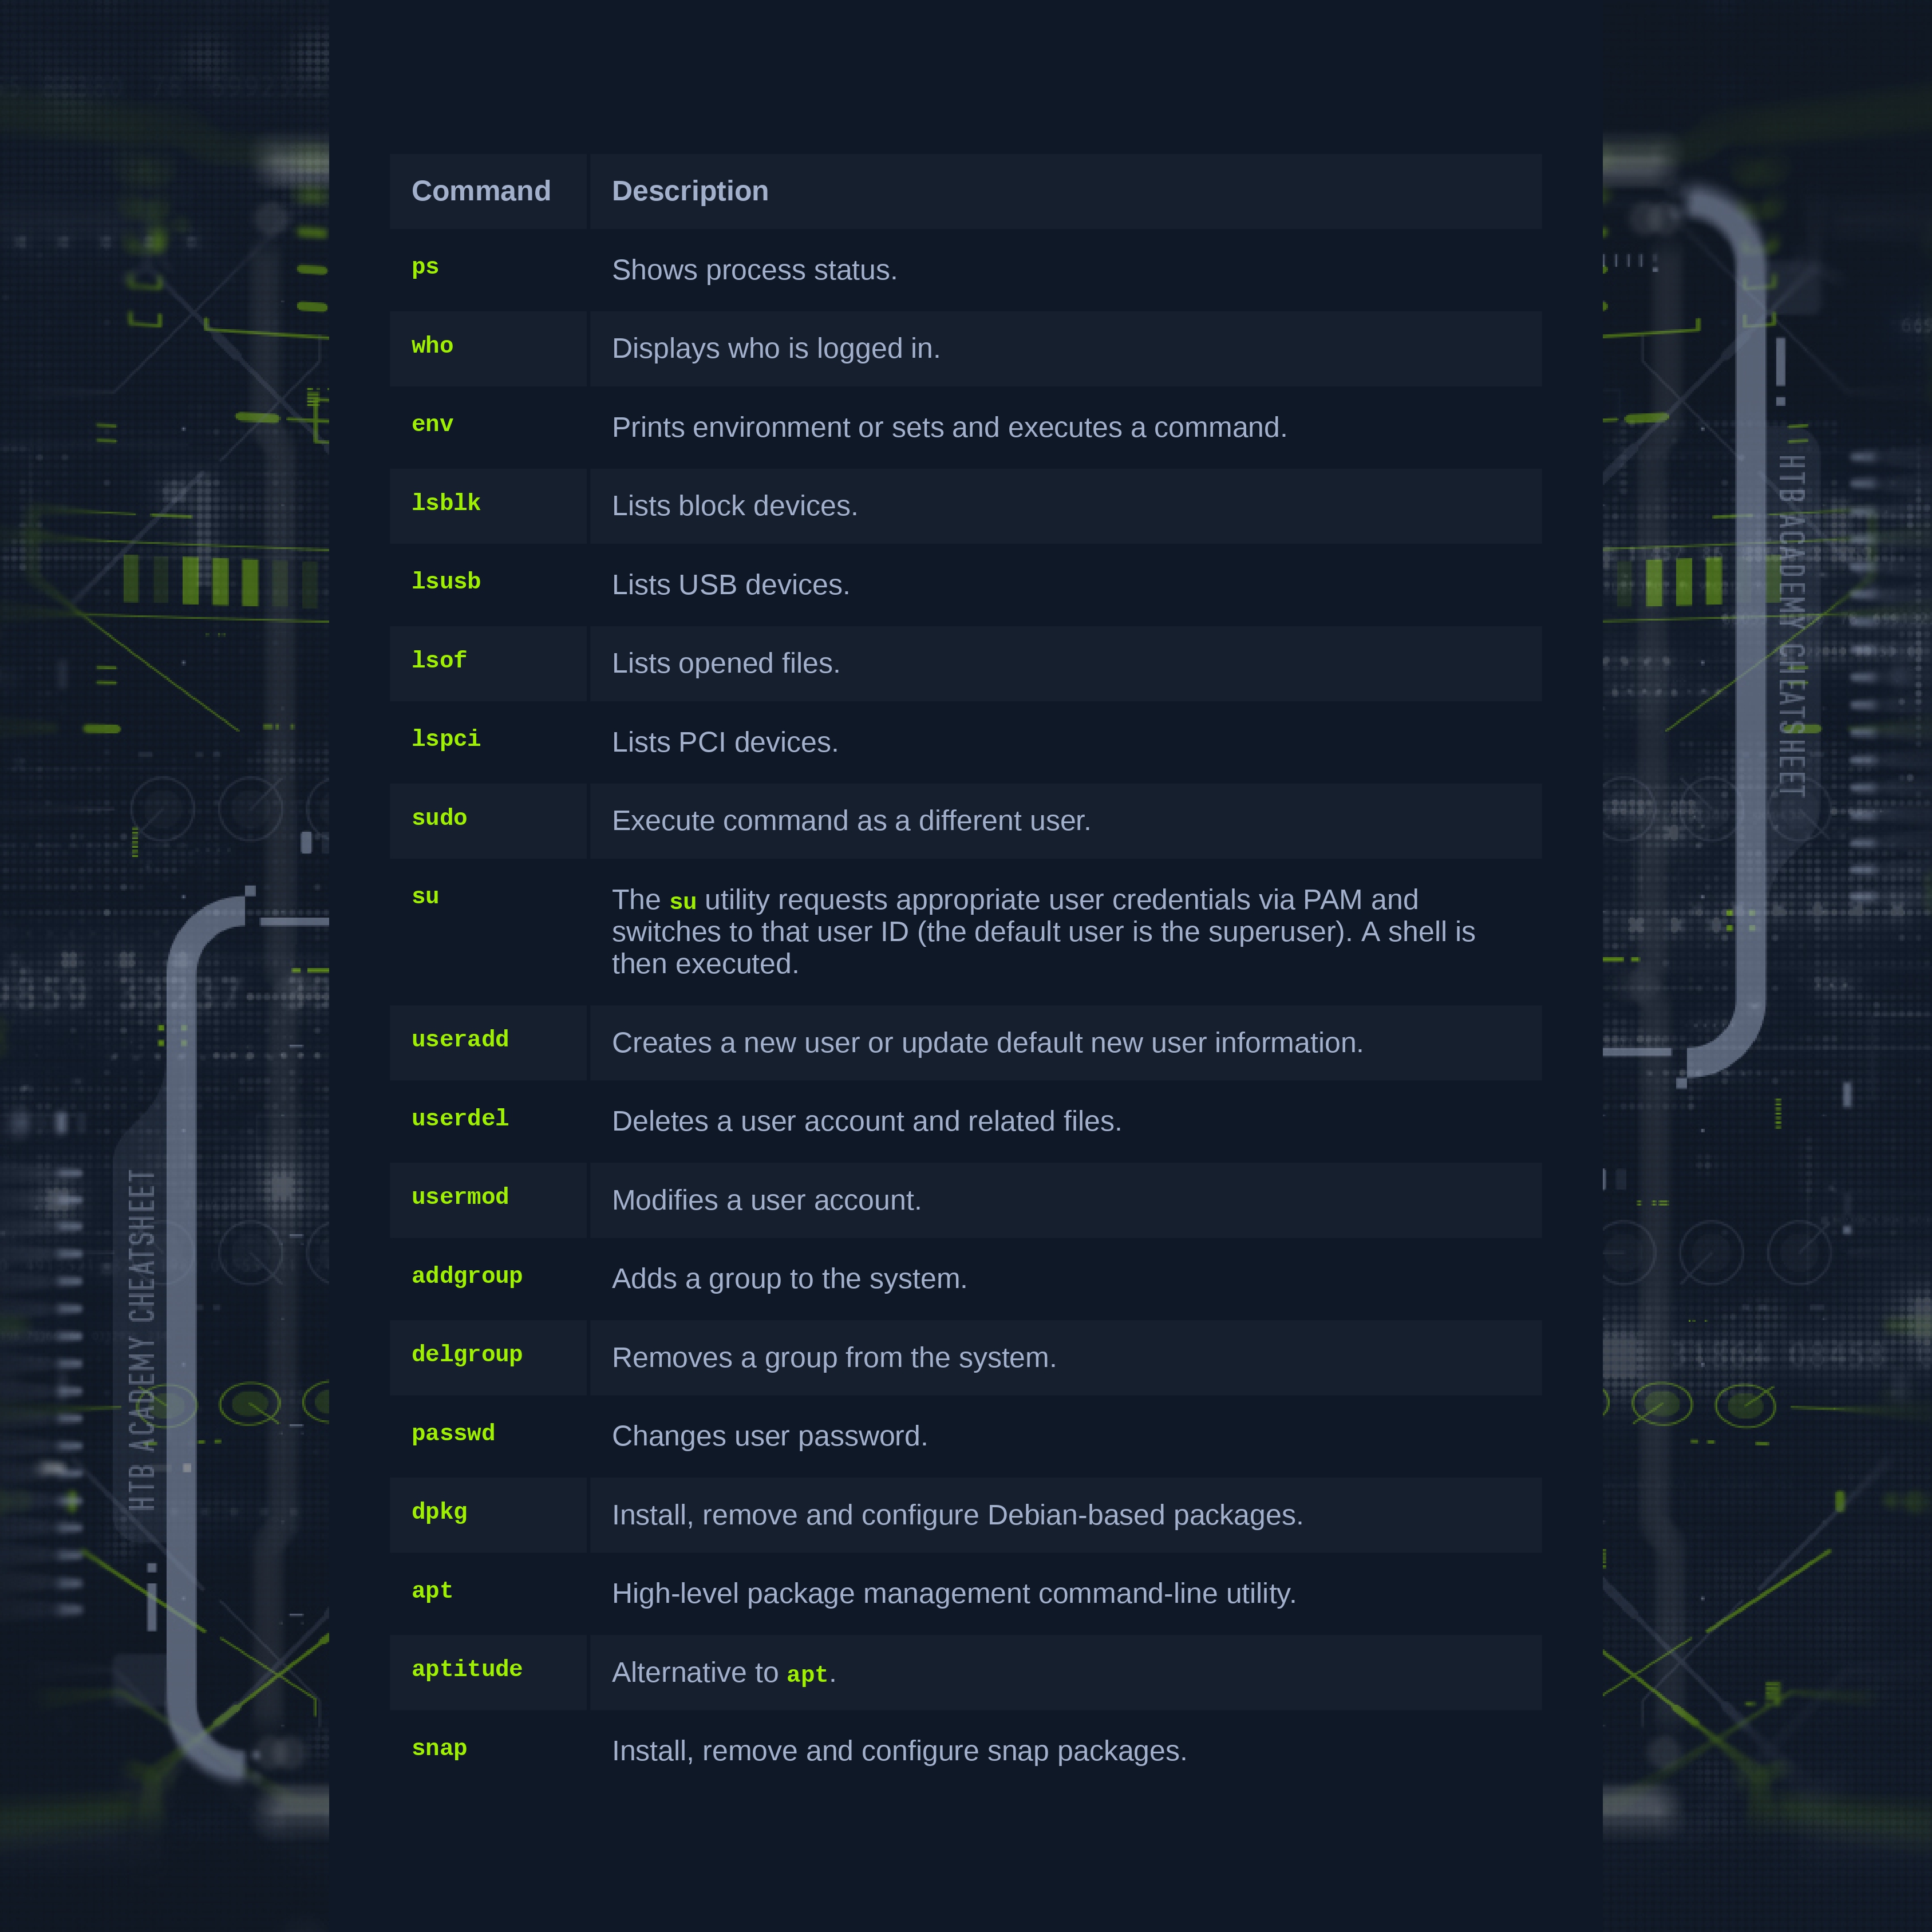 Command Description
ps Shows process status.
who Displays who is logged in.
env Prints environment or sets and executes a command.
lsblk Lists block devices.
lsusb Lists USB devices.
lsof Lists opened files.
lspci Lists PCI devices.
sudo Execute command as a different user.
su The su utility requests appropriate user credentials via PAM and
switches to that user ID (the default user is the superuser). A shell is
then executed.
useradd Creates a new user or update default new user information.
userdel Deletes a user account and related files.
usermod Modifies a user account.
addgroup Adds a group to the system.
delgroup Removes a group from the system.
passwd Changes user password.
dpkg Install, remove and configure Debian-based packages.
apt High-level package management command-line utility.
aptitude Alternative to apt.
snap Install, remove and configure snap packages.
HTB ACADEMY CHEATSHEET
HTB ACADEMY CHEATSHEET